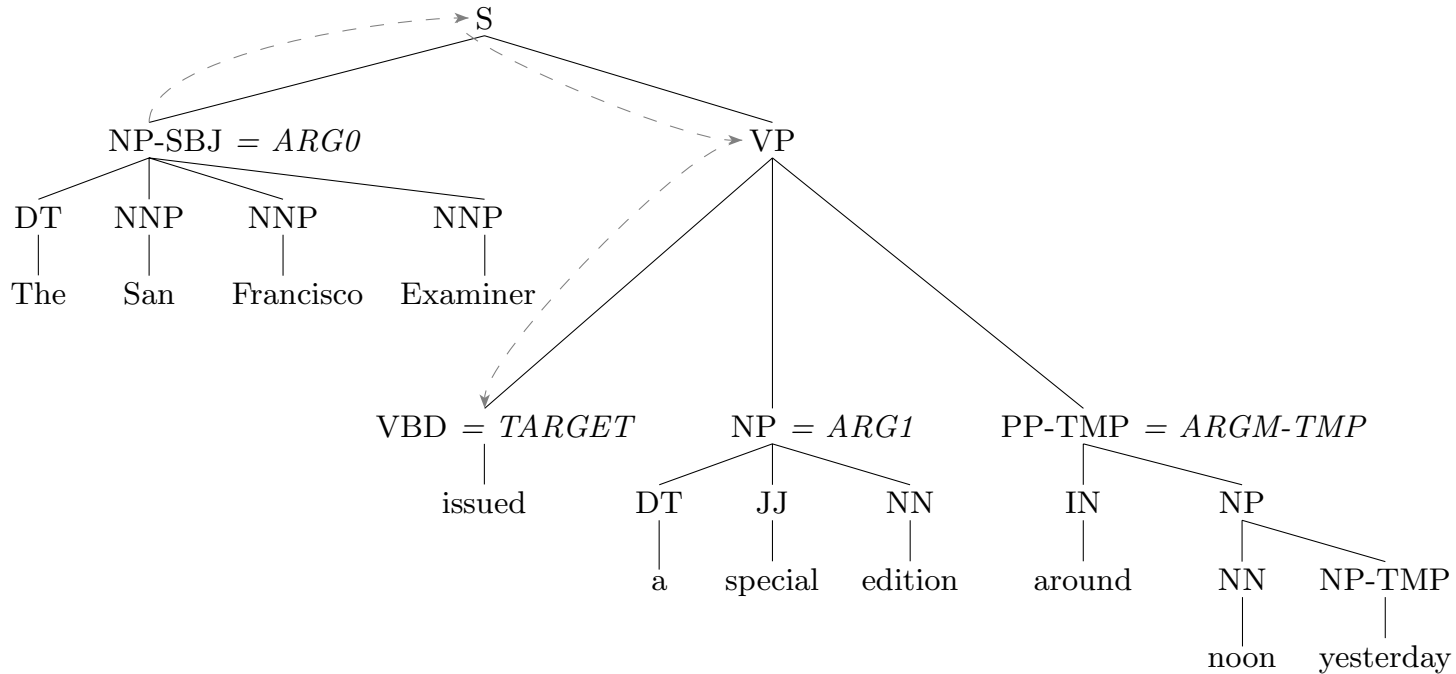 S
NP-SBJ = ARG0 VP
DT NNP NNP NNP
The San Francisco Examiner
VBD = TARGET NP = ARG1 PP-TMP = ARGM-TMP
issued DT JJ NN IN NP
a special edition around NN NP-TMP
noon yesterday